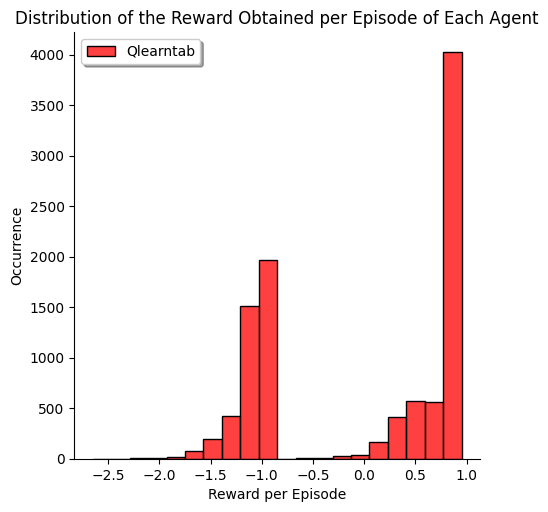 Distribution of the Reward Obtained per Episode of Each Agent
Qlearntab
4000
3500
3000
2500
2000
1500
1000
500
0
Occurrence
−2.5 −2.0 −1.5 −1.0 −0.5 0.0 0.5 1.0
Reward per Episode